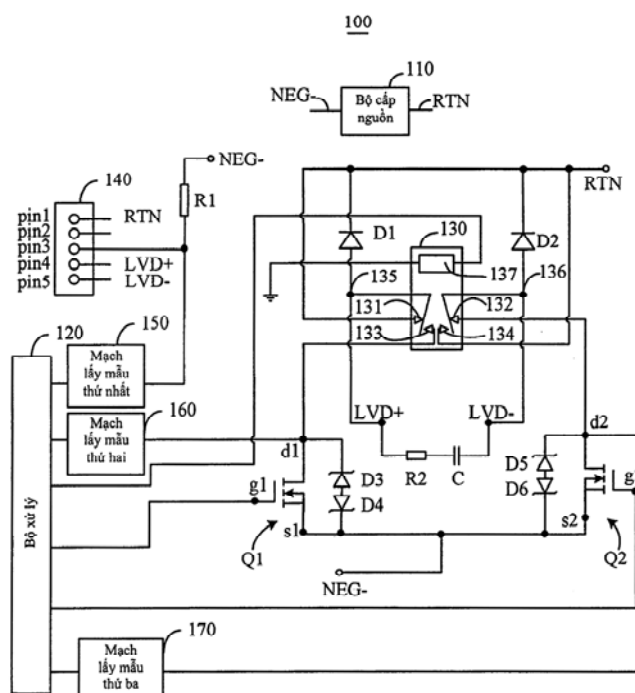 100
110
NEG-
Bộ cấp
nguồn
RTN
NEG-
140
R1
RTN
pin1
RTN
pin2
pin3
pin4
LVD+
pin5
LVD-
D1
130
D2
137
135
136
131
132
133
134
120
150
Mạch
lấy mẫu
thứ nhất
160
Mạch
lấy mẫu
thứ hai
LVD+
LVD-
R2
C
d1
d2
D3
D4
D5
D6
g1
g
s1
s2
Q1
Q2
NEG-
Bộ xử lý
170
Mạch
lấy mẫu
thứ ba